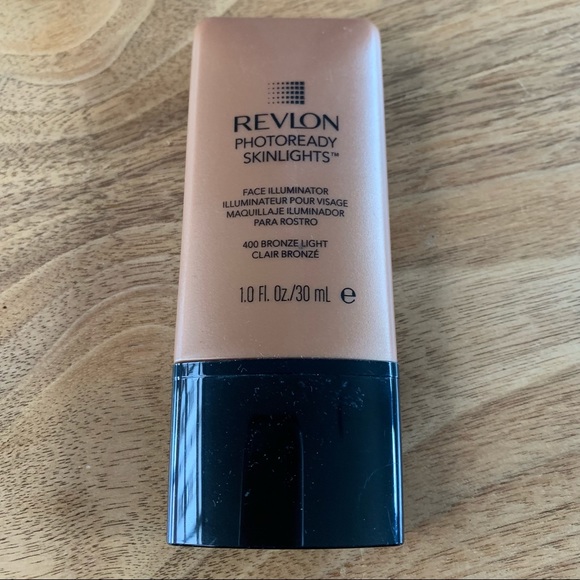 REVLON
PHOTOREADY
SKINLIGHTS™
FACE ILLUMINATOR
ILLUMINATEUR POUR VISAGE
MAQUILLAJE ILUMINADOR
PARA ROSTRO
400 BRONZE LIGHT
CLAIR BRONZÉ
1.0 Fl. Oz./30 mL ℮